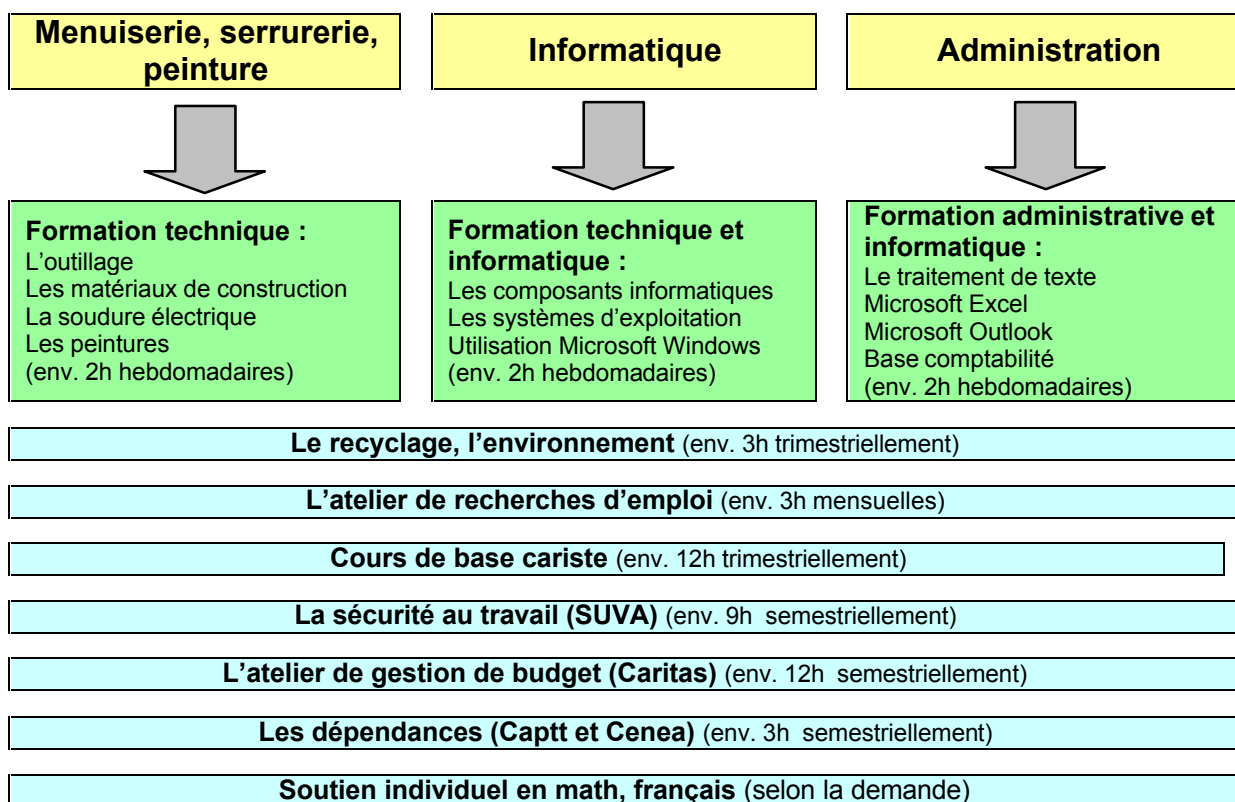 Menuiserie, serrurerie,
peinture
Informatique
Administration
Formation technique :
L'outillage
Les matériaux de construction
La soudure électrique
Les peintures
(env. 2h hebdomadaires)
Formation technique et
informatique :
Les composants informatiques
Les systèmes d'exploitation
Utilisation Microsoft Windows
(env. 2h hebdomadaires)
Formation administrative et
informatique :
Le traitement de texte
Microsoft Excel
Microsoft Outlook
Base comptabilité
(env. 2h hebdomadaires)
Le recyclage, l'environnement (env. 3h trimestriellement)
L'atelier de recherches d'emploi (env. 3h mensuelles)
Cours de base cariste (env. 12h trimestriellement)
La sécurité au travail (SUVA) (env. 9h semestriellement)
L'atelier de gestion de budget (Caritas) (env. 12h semestriellement)
Les dépendances (Captt et Cenea) (env. 3h semestriellement)
Soutien individuel en math, français (selon la demande)